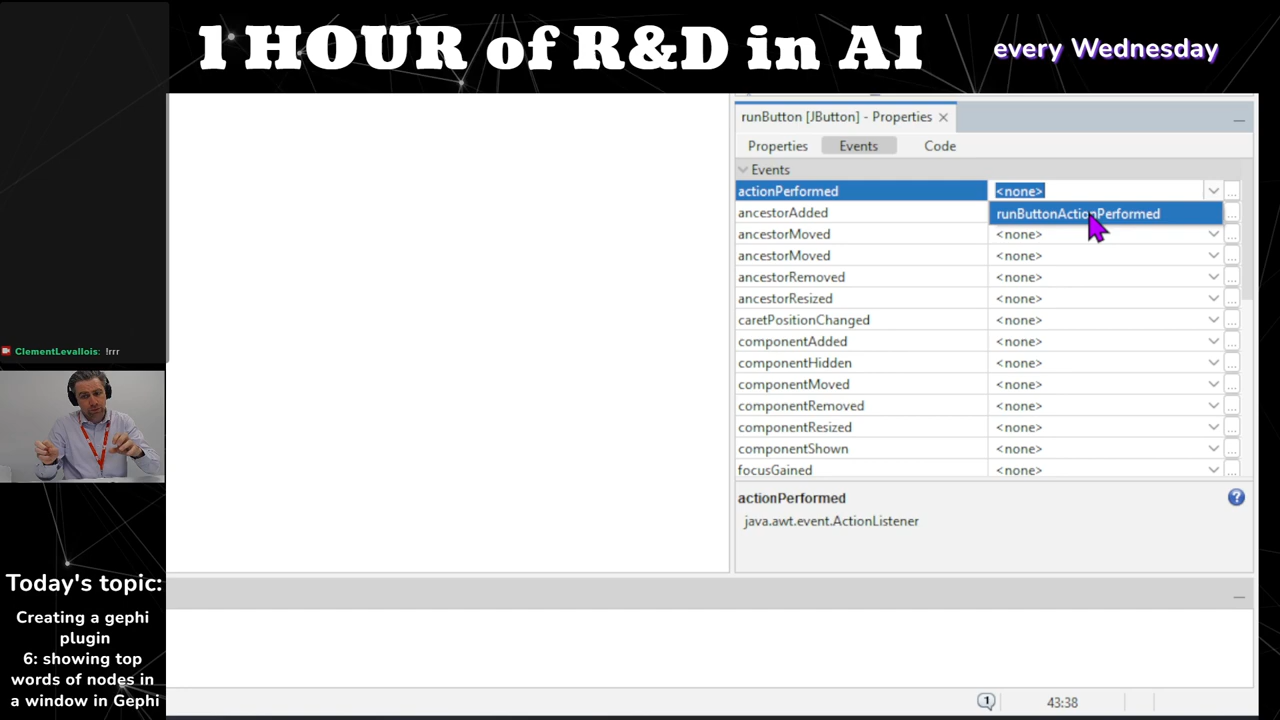 1 HOUR of R&D in AI
every Wednesday
runButton [JButton] - Properties
Properties Events Code
Events
actionPerformed <none>
ancestorAdded runButtonActionPerformed
ancestorMoved <none>
ancestorMoved <none>
ancestorRemoved <none>
ancestorResized <none>
caretPositionChanged <none>
componentAdded <none>
componentHidden <none>
componentMoved <none>
componentRemoved <none>
componentResized <none>
componentShown <none>
focusGained <none>
actionPerformed
java.awt.event.ActionListener
ClementLevallois: !rrr
Today's topic:
Creating a gephi
plugin
6: showing top
words of nodes in
a window in Gephi
1
43:38